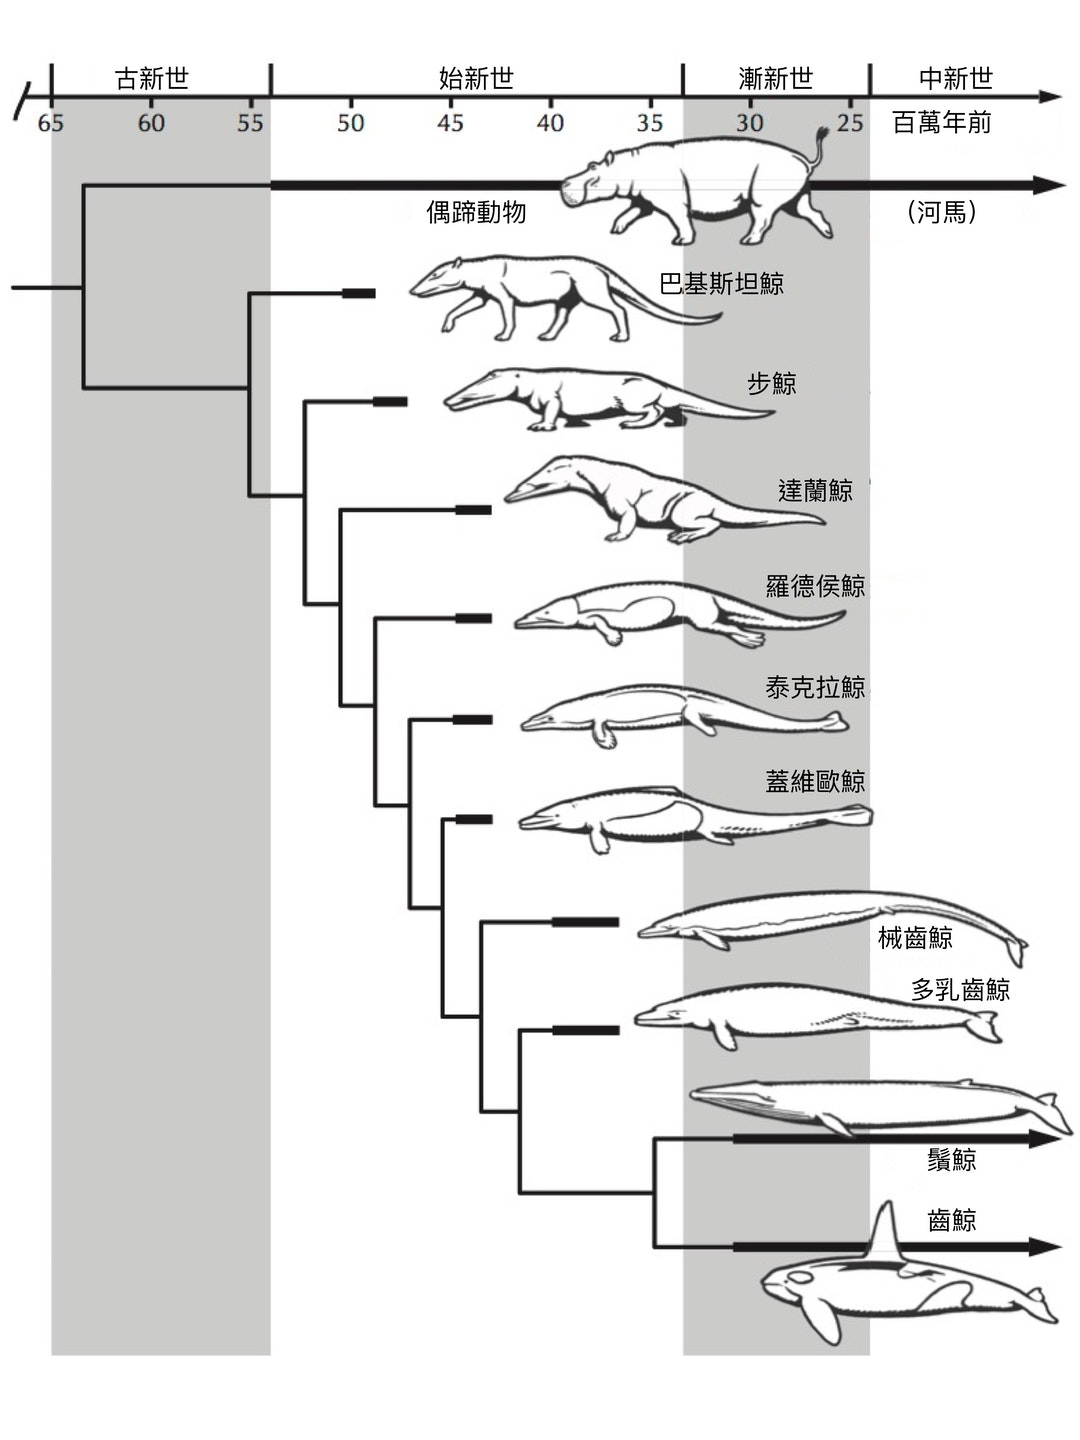 古新世 始新世 漸新世 中新世
65 60 55 50 45 40 35 30 25 百萬年前
偶蹄動物 （河馬）
巴基斯坦鯨
步鯨
達蘭鯨
羅德侯鯨
泰克拉鯨
蓋維歐鯨
械齒鯨
多乳齒鯨
鬚鯨
齒鯨